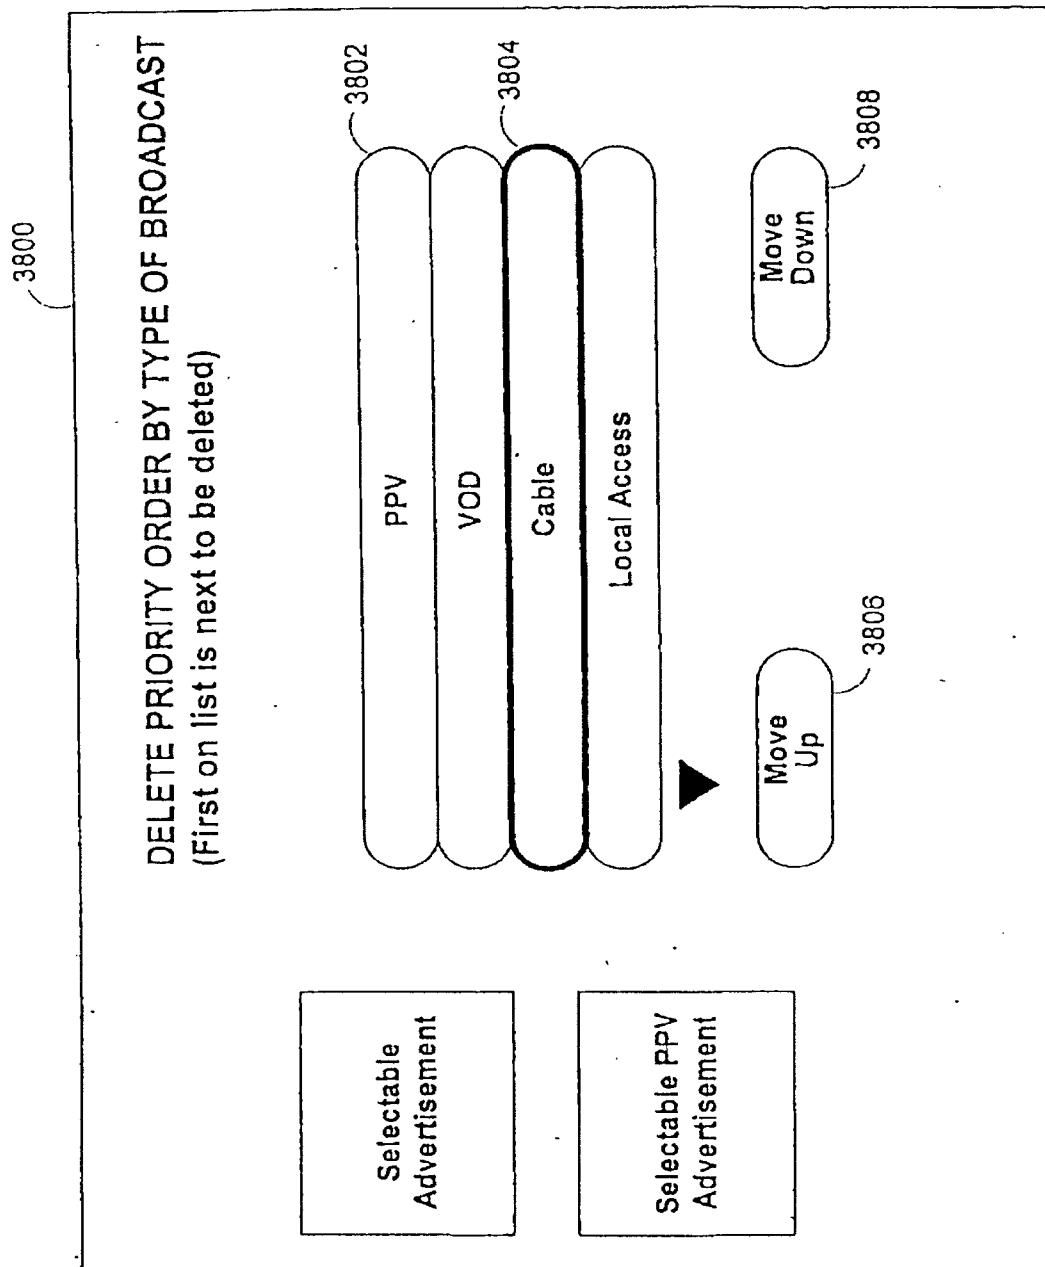 3800
DELETE PRIORITY ORDER BY TYPE OF BROADCAST
(First on list is next to be deleted)
Selectable
Advertisement
Selectable PPV
Advertisement
PPV
3802
VOD
Cable
3804
Local Access
Move
Up
3806
Move
Down
3808